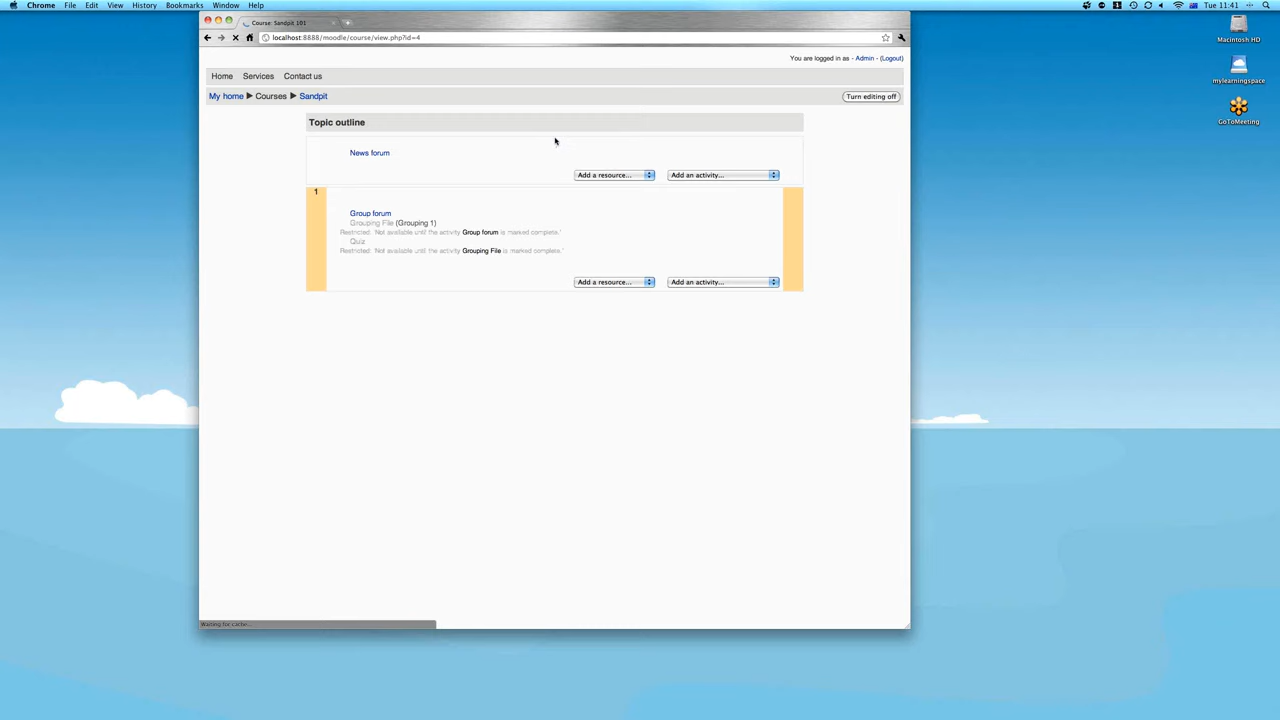 Chrome File Edit View History Bookmarks Window Help
Tue 11:41
Course: Sandpit 101
localhost:8888/moodle/course/view.php?id=4
Macintosh HD
mylearningspace
GoToMeeting
You are logged in as - Admin - (Logout)
Home Services Contact us
My home ▶ Courses ▶ Sandpit
Turn editing off
Topic outline
News forum
Add a resource... Add an activity...
1
Group forum
Grouping File (Grouping 1)
Restricted: 'Not available until the activity Group forum is marked complete.'
Quiz
Restricted: 'Not available until the activity Grouping File is marked complete.'
Add a resource... Add an activity...
Waiting for cache...